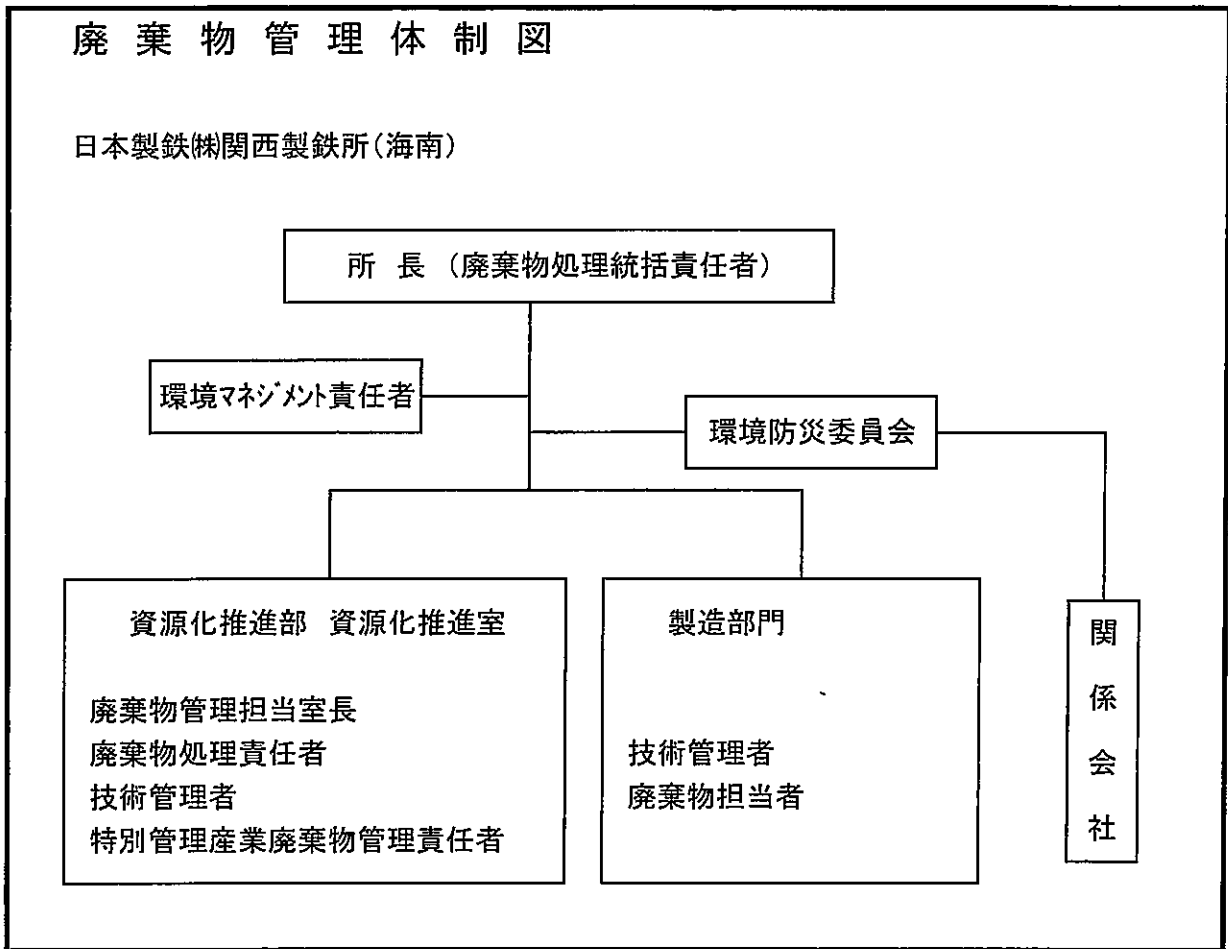 廃棄物管理体制図
日本製鉄㈱関西製鉄所(海南)
所長(廃棄物処理統括責任者)
環境マネジメント責任者
環境防災委員会
資源化推進部 資源化推進室
廃棄物管理担当室長
廃棄物処理責任者
技術管理者
特別管理産業廃棄物管理責任者
製造部門
技術管理者
廃棄物担当者
関係会社